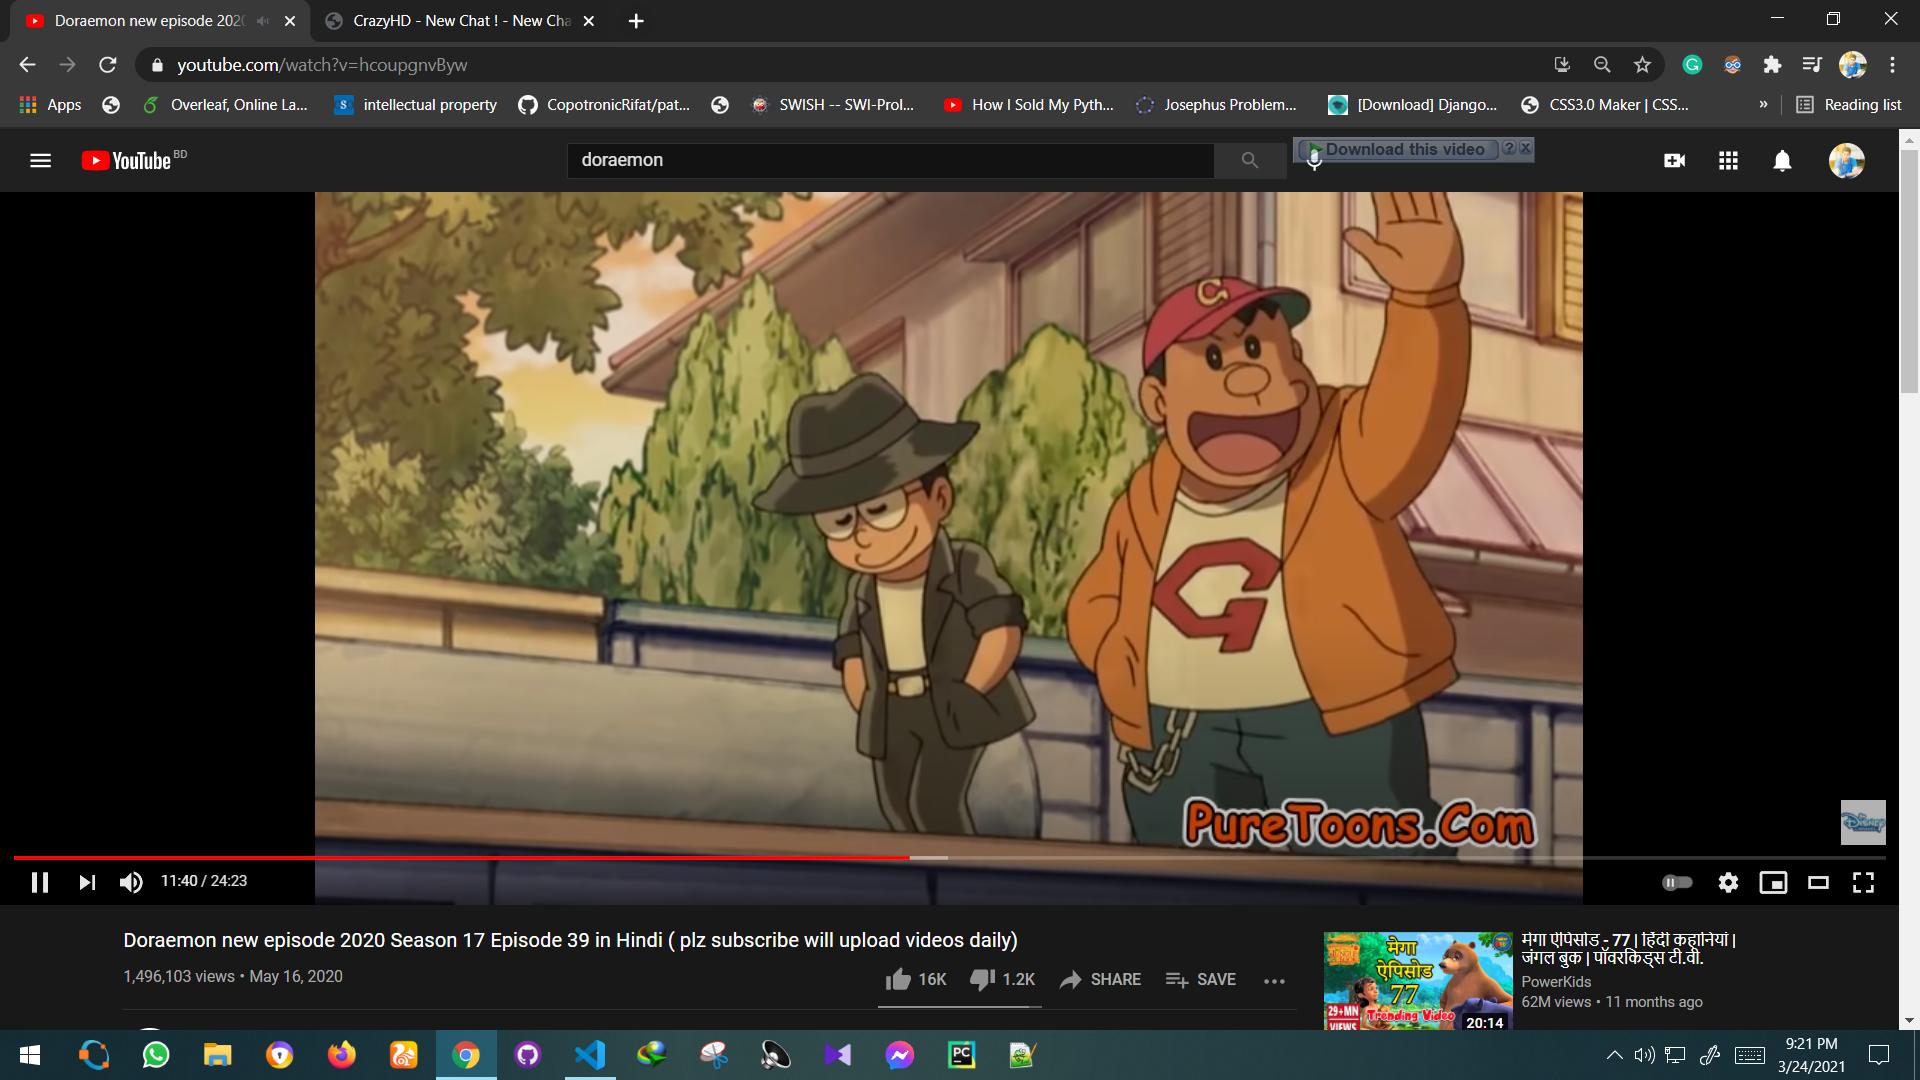 Doraemon new episode 202
CrazyHD - New Chat ! - New Cha
youtube.com/watch?v=hcoupgnvByw
Apps
Overleaf, Online La...
intellectual property
CopotronicRifat/pat...
SWISH -- SWI-Prol...
How I Sold My Pyth...
Josephus Problem...
[Download] Django...
CSS3.0 Maker | CSS...
»
Reading list
YouTube BD
doraemon
Download this video
C
G
PureToons.Com
Disney
11:40 / 24:23
Doraemon new episode 2020 Season 17 Episode 39 in Hindi ( plz subscribe will upload videos daily)
1,496,103 views • May 16, 2020
16K
1.2K
SHARE
SAVE
मेगा ऐपिसोड
77
29+MN
VIEWS
Trending Video
20:14
मेगा ऐपिसोड - 77 | हिंदी कहानियां |
जंगल बुक | पॉवरकिड्स टी.वी.
PowerKids
62M views • 11 months ago
PC
9:21 PM
3/24/2021